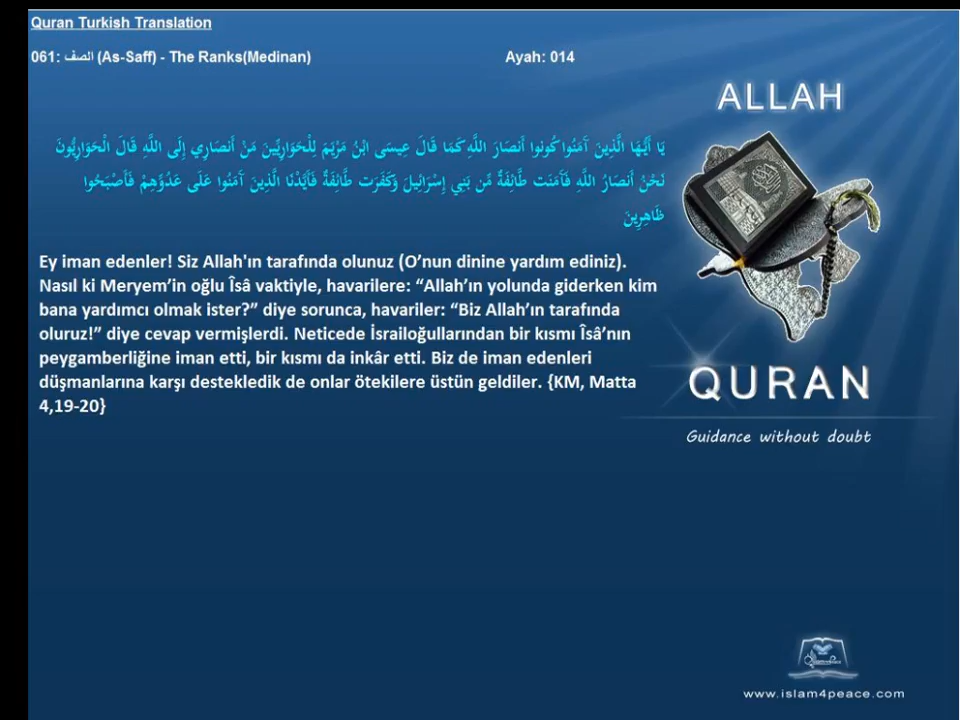 Quran Turkish Translation
061: الصف (As-Saff) - The Ranks(Medinan)
Ayah: 014
ALLAH
يَا أَيُّهَا الَّذِينَ آمَنُوا كُونوا أَنصَارَ اللَّهِ كَمَا قَالَ عِيسَى ابْنُ مَرْيَمَ لِلْحَوَارِيِّينَ مَنْ أَنصَارِي إِلَى اللَّهِ قَالَ الْحَوَارِيُّونَ
نَحْنُ أَنصَارُ اللَّهِ فَآمَنَت طَّائِفَةٌ مِّن بَنِي إِسْرَائِيلَ وَكَفَرَت طَّائِفَةٌ فَأَيَّدْنَا الَّذِينَ آمَنُوا عَلَى عَدُوِّهِمْ فَأَصْبَحُوا
ظَاهِرِينَ
Ey iman edenler! Siz Allah'ın tarafında olunuz (O’nun dinine yardım ediniz).
Nasıl ki Meryem’in oğlu Îsâ vaktiyle, havarilere: “Allah’ın yolunda giderken kim
bana yardımcı olmak ister?” diye sorunca, havariler: “Biz Allah’ın tarafında
oluruz!” diye cevap vermişlerdi. Neticede İsrailoğullarından bir kısmı Îsâ’nın
peygamberliğine iman etti, bir kısmı da inkâr etti. Biz de iman edenleri
düşmanlarına karşı destekledik de onlar ötekilere üstün geldiler. {KM, Matta
4,19-20}
QURAN
Guidance without doubt
www.islam4peace.com